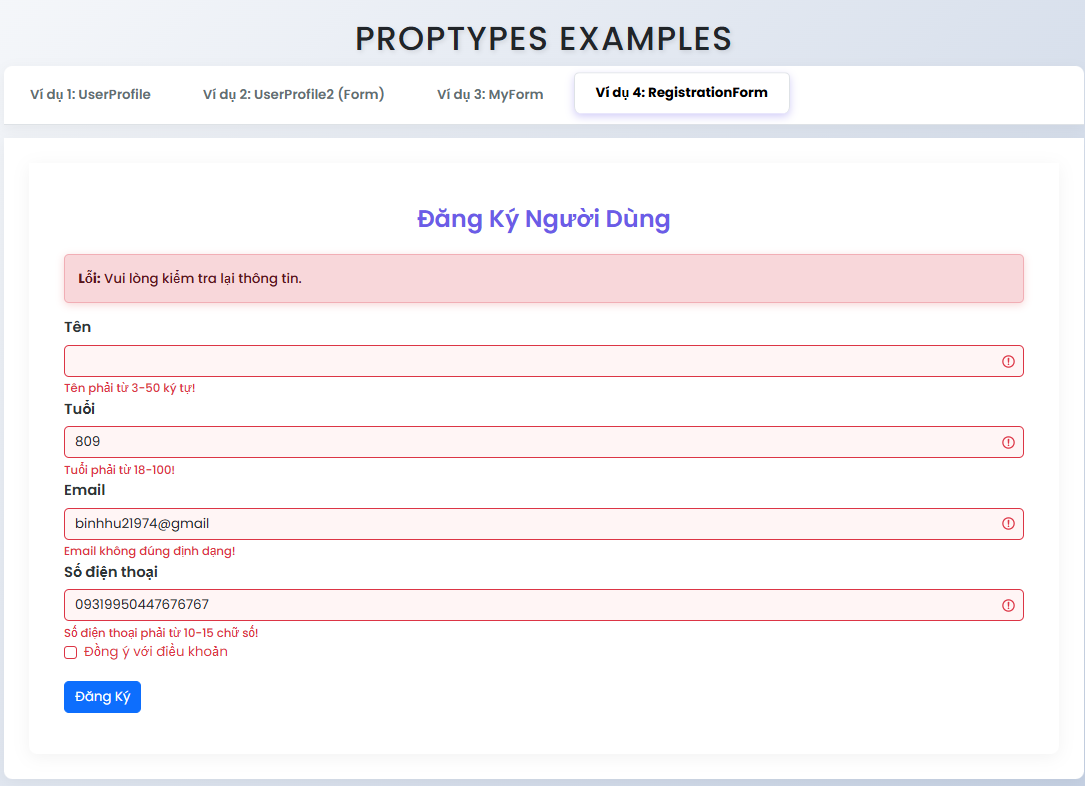 PROPTYPES EXAMPLES
Ví dụ 1: UserProfile
Ví dụ 2: UserProfile2 (Form)
Ví dụ 3: MyForm
Ví dụ 4: RegistrationForm
Đăng Ký Người Dùng
Lỗi: Vui lòng kiểm tra lại thông tin.
Tên
Tên phải từ 3-50 ký tự!
Tuổi
809
Tuổi phải từ 18-100!
Email
binhhu21974@gmail
Email không đúng định dạng!
Số điện thoại
09319950447676767
Số điện thoại phải từ 10-15 chữ số!
Đồng ý với điều khoản
Đăng Ký